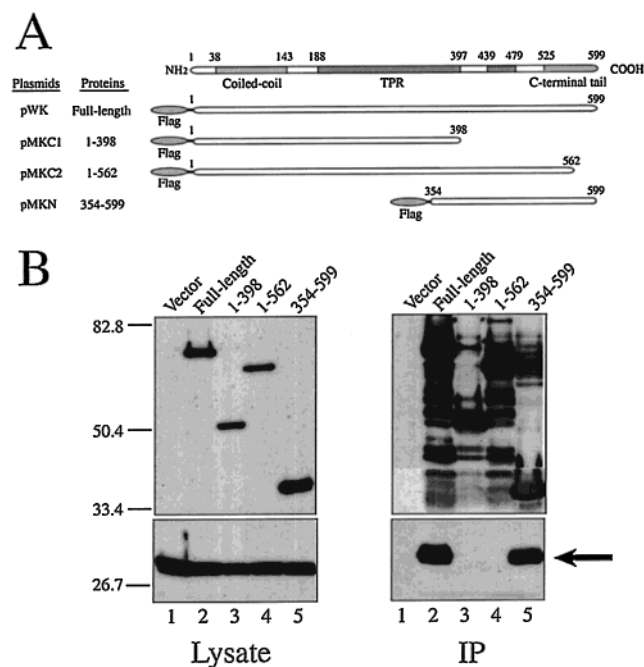 A
1 38 143 188 397 439 479 525 599
NH2 COOH
Coiled-coil TPR C-terminal tail
Plasmids Proteins
pWK Full-length
Flag 1 599
pMKC1 1-398
Flag 1 398
pMKC2 1-562
Flag 1 562
pMKN 354-599
Flag 354 599
B
Vector Full-length 1-398 1-562 354-599
Vector Full-length 1-398 1-562 354-599
82.8
50.4
33.4
26.7
1 2 3 4 5
1 2 3 4 5
Lysate IP